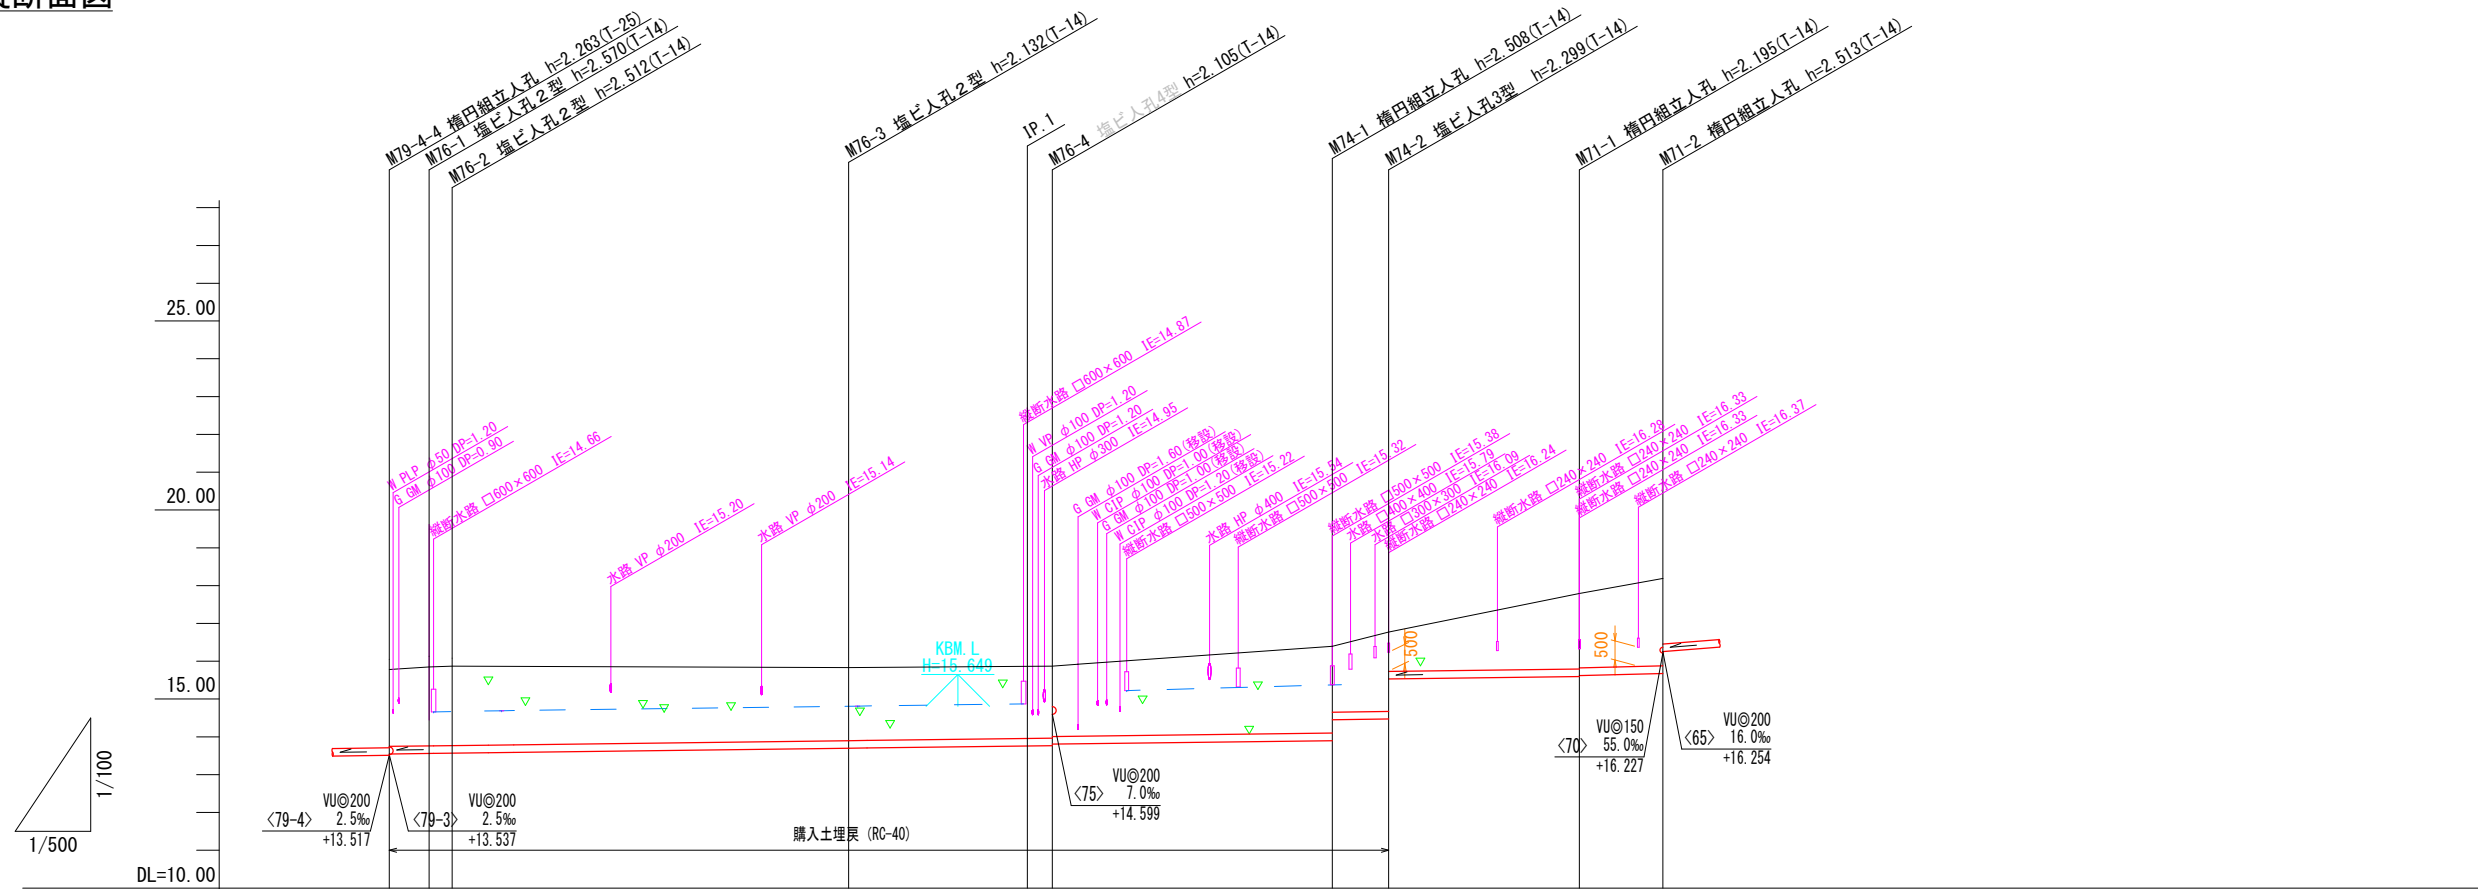 縦断面図
M79-4-4 楕円組立人孔 h=2.263(T-25)
M76-1 塩ビ人孔2型 h=2.570(T-14)
M76-2 塩ビ人孔2型 h=2.512(T-14)
M76-3 塩ビ人孔2型 h=2.132(T-14)
IP.1
M76-4 塩ビ人孔4型 h=2.105(T-14)
M74-1 楕円組立人孔 h=2.508(T-14)
M74-2 塩ビ人孔3型 h=2.299(T-14)
M71-1 楕円組立人孔 h=2.195(T-14)
M71-2 楕円組立人孔 h=2.513(T-14)
25.00
20.00
15.00
DL=10.00
W PLP φ50 DP=1.20
G GM φ100 DP=0.90
縦断水路 □600×600 IE=14.66
水路 VP φ200 IE=15.20
水路 VP φ200 IE=15.14
縦断水路 □600×600 IE=14.87
W VP φ100 DP=1.20
G GM φ100 DP=1.20
水路 HP φ300 IE=14.95
G GM φ100 DP=1.60(移設)
W CIP φ100 DP=1.00(移設)
G GM φ100 DP=1.00(移設)
W CIP φ100 DP=1.20(移設)
縦断水路 □500×500 IE=15.22
水路 HP φ400 IE=15.54
縦断水路 □500×500 IE=15.32
縦断水路 □500×500 IE=15.38
水路 □400×400 IE=15.79
水路 □300×300 IE=16.09
縦断水路 □240×240 IE=16.24
縦断水路 □240×240 IE=16.28
縦断水路 □240×240 IE=16.33
縦断水路 □240×240 IE=16.33
縦断水路 □240×240 IE=16.37
KBM.L
H=15.649
500
500
1/100
1/500
〈79-4〉 VU◎200
2.5‰
+13.517
〈79-3〉 VU◎200
2.5‰
+13.537
〈75〉 VU◎200
7.0‰
+14.599
〈70〉 VU◎150
55.0‰
+16.227
〈65〉 VU◎200
16.0‰
+16.254
購入土埋戻 (RC-40)